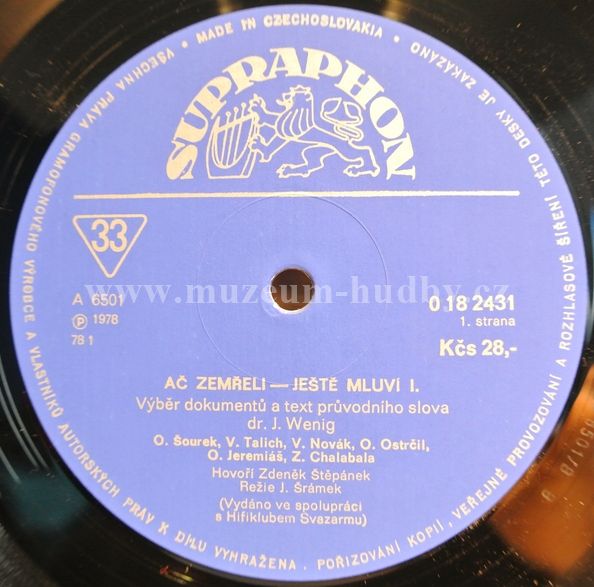 MADE IN CZECHOSLOVAKIA •
VŠECHNA PRÁVA GRAMOFONOVÉHO VÝROBCE A VLASTNÍKŮ AUTORSKÝCH PRÁV K DÍLU VYHRAŽENA. POŘIZOVÁNÍ KOPIÍ, VEŘEJNÉ PROVOZOVÁNÍ A ROZHLASOVÉ ŠÍŘENÍ TÉTO DESKY JE ZAKÁZÁNO •
SUPRAPHON
33
A 6501
Ⓟ 1978
78 1
www.muzeum-hudby.cz
0 18 2431
1. strana
Kčs 28,-
AČ ZEMŘELI — JEŠTĚ MLUVÍ I.
Výběr dokumentů a text průvodního slova
dr. J. Wenig
O. Šourek, V. Talich, V. Novák, O. Ostrčil,
O. Jeremiáš, Z. Chalabala
Hovoří Zdeněk Štěpánek
Režie J. Šrámek
(Vydáno ve spolupráci
s Hifiklubem Svazarmu)